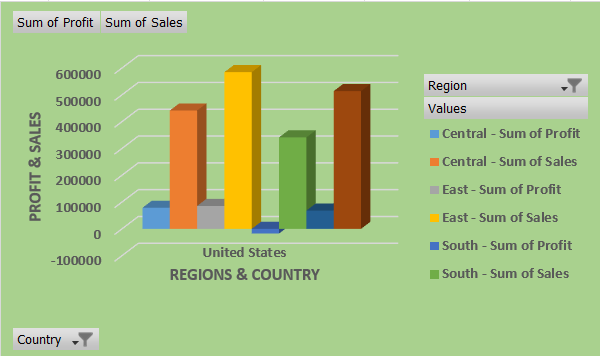 Sum of Profit Sum of Sales
600000
500000
400000
300000
200000
100000
0
-100000
PROFIT & SALES
United States
REGIONS & COUNTRY
Region
Values
Central - Sum of Profit
Central - Sum of Sales
East - Sum of Profit
East - Sum of Sales
South - Sum of Profit
South - Sum of Sales
Country